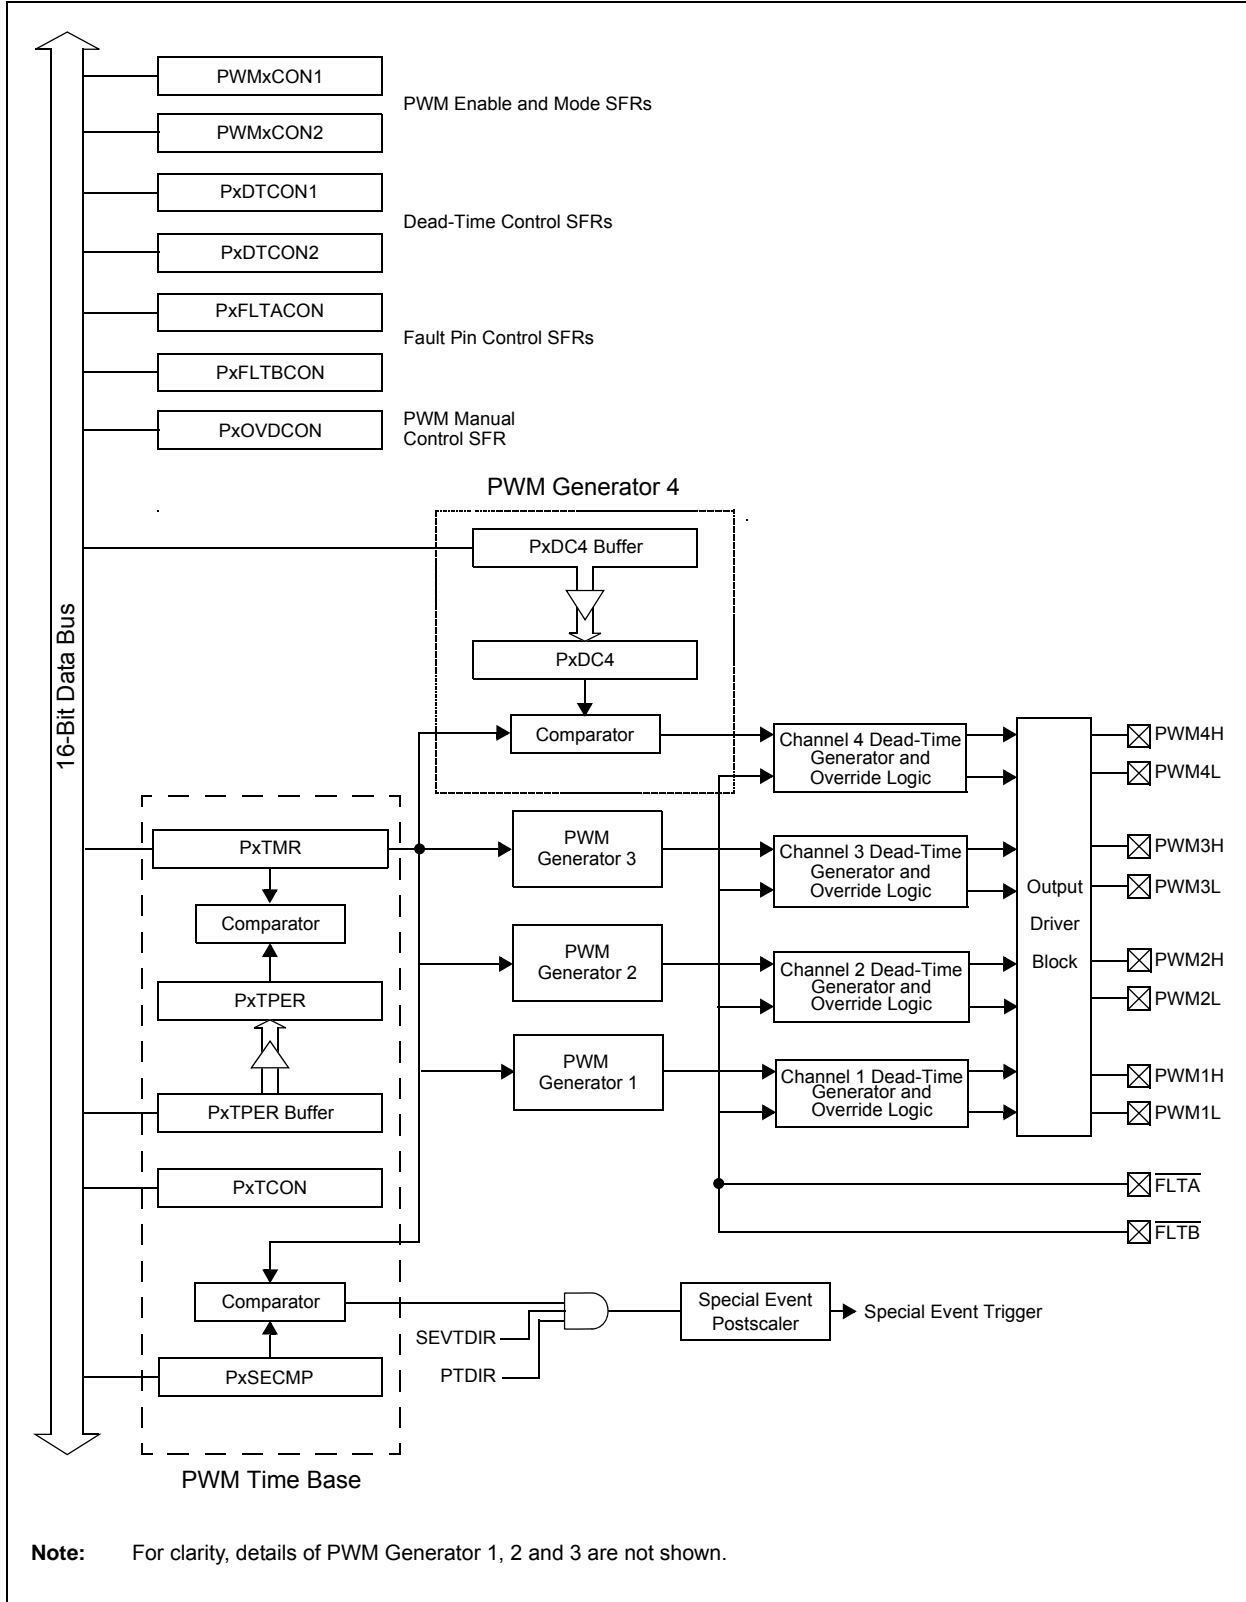 PWMxCON1
PWM Enable and Mode SFRs
PWMxCON2
PxDTCON1
Dead-Time Control SFRs
PxDTCON2
PxFLTACON
Fault Pin Control SFRs
PxFLTBCON
PxOVDCON
PWM Manual
Control SFR
16-Bit Data Bus
PWM Generator 4
PxDC4 Buffer
PxDC4
Comparator
Channel 4 Dead-Time
Generator and
Override Logic
PWM4H
PWM4L
PxTMR
PWM
Generator 3
Channel 3 Dead-Time
Generator and
Override Logic
PWM3H
PWM3L
Comparator
Output
Driver
Block
PxTPER
PWM
Generator 2
Channel 2 Dead-Time
Generator and
Override Logic
PWM2H
PWM2L
PxTPER Buffer
PWM
Generator 1
Channel 1 Dead-Time
Generator and
Override Logic
PWM1H
PWM1L
PxTCON
FLTA
FLTB
Comparator
SEVTDIR
PTDIR
Special Event
Postscaler
Special Event Trigger
PxSECMP
PWM Time Base
Note: For clarity, details of PWM Generator 1, 2 and 3 are not shown.